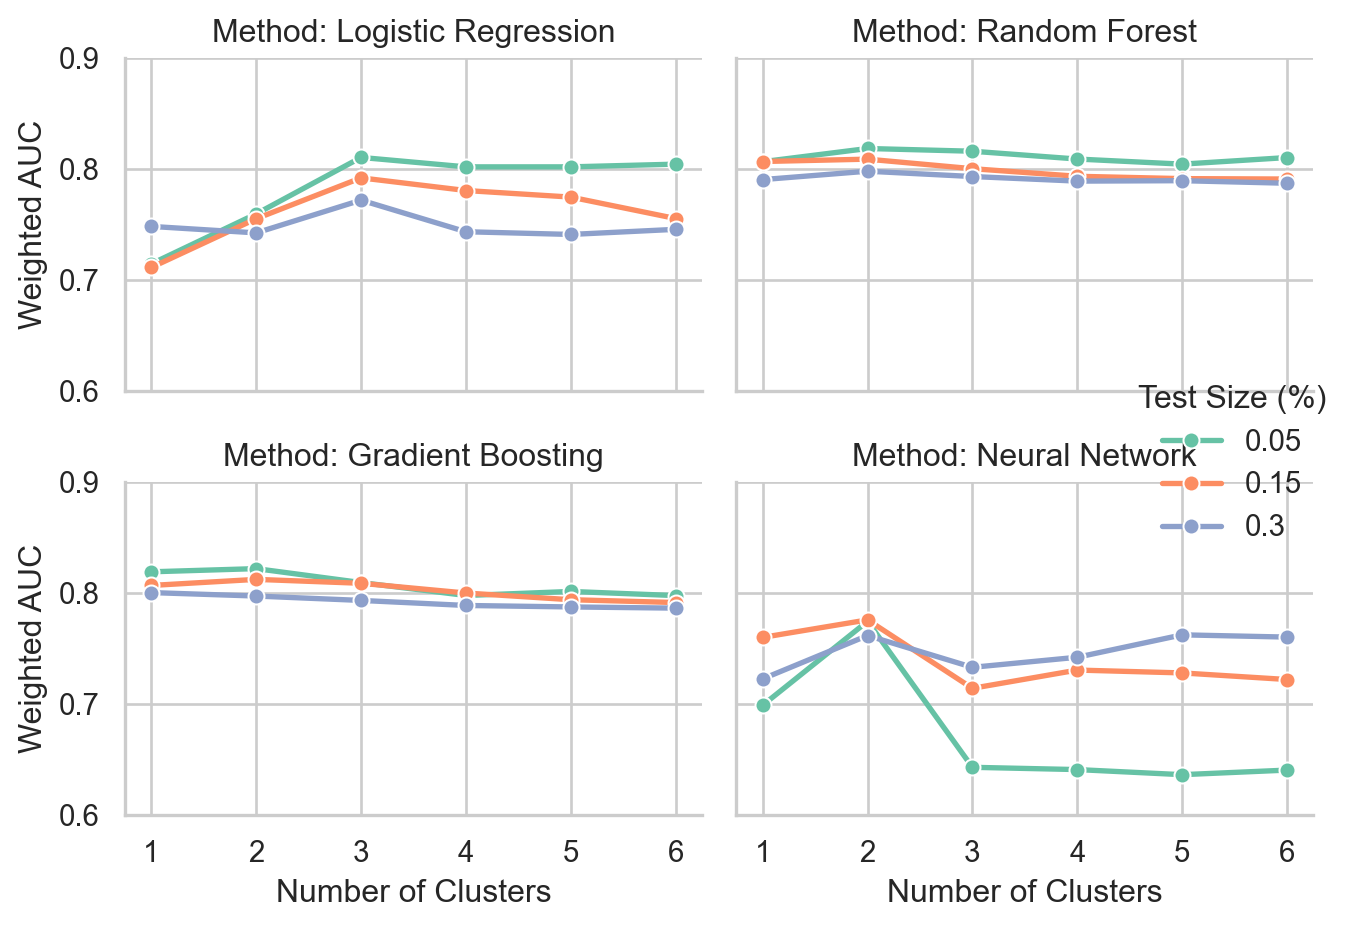 Method: Logistic Regression
Method: Random Forest
0.9
0.8
0.7
0.6
Weighted AUC
Test Size (%)
0.05
0.15
0.3
Method: Gradient Boosting
Method: Neural Network
0.9
0.8
0.7
0.6
Weighted AUC
1 2 3 4 5 6
1 2 3 4 5 6
Number of Clusters
Number of Clusters